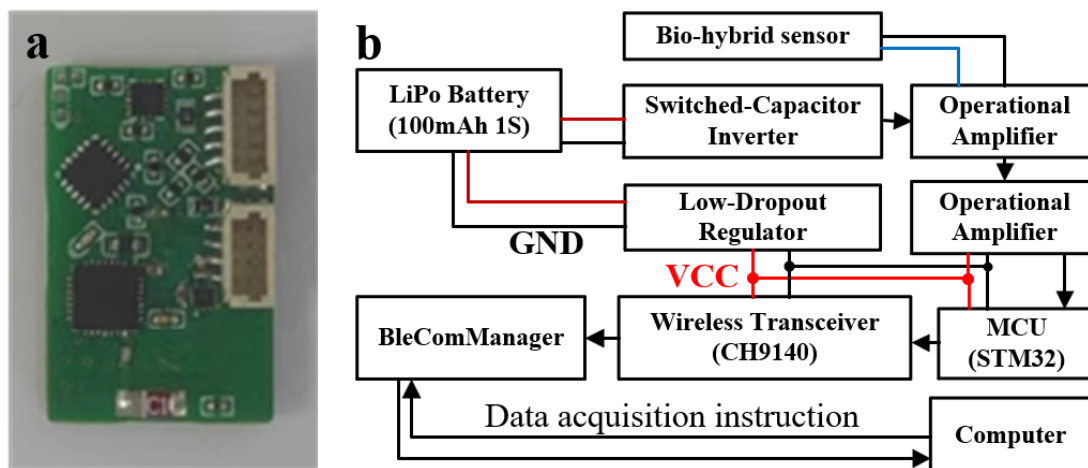 a
b
Bio-hybrid sensor
LiPo Battery
(100mAh 1S)
Switched-Capacitor
Inverter
Operational
Amplifier
Low-Dropout
Regulator
Operational
Amplifier
GND
VCC
BleComManager
Wireless Transceiver
(CH9140)
MCU
(STM32)
Data acquisition instruction
Computer